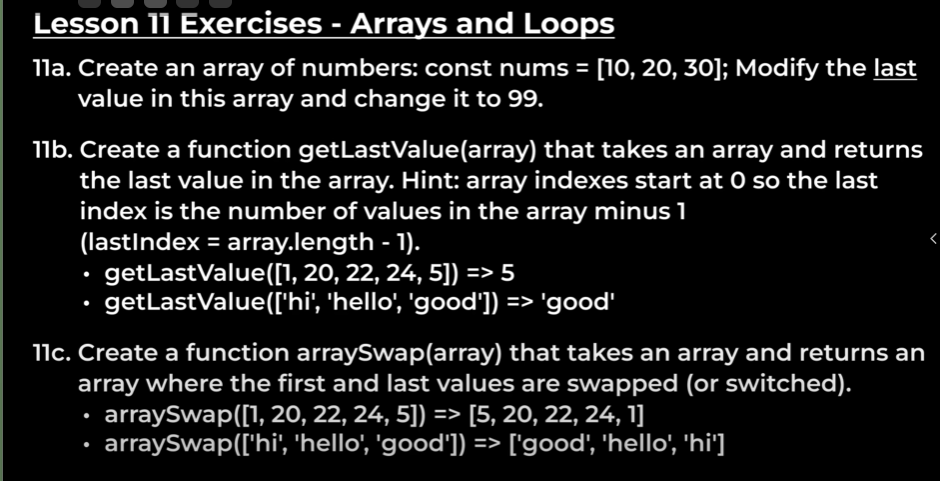 Lesson 11 Exercises - Arrays and Loops
11a. Create an array of numbers: const nums = [10, 20, 30]; Modify the last
value in this array and change it to 99.
11b. Create a function getLastValue(array) that takes an array and returns
the last value in the array. Hint: array indexes start at 0 so the last
index is the number of values in the array minus 1
(lastIndex = array.length - 1).
• getLastValue([1, 20, 22, 24, 5]) => 5
• getLastValue(['hi', 'hello', 'good']) => 'good'
11c. Create a function arraySwap(array) that takes an array and returns an
array where the first and last values are swapped (or switched).
• arraySwap([1, 20, 22, 24, 5]) => [5, 20, 22, 24, 1]
• arraySwap(['hi', 'hello', 'good']) => ['good', 'hello', 'hi']